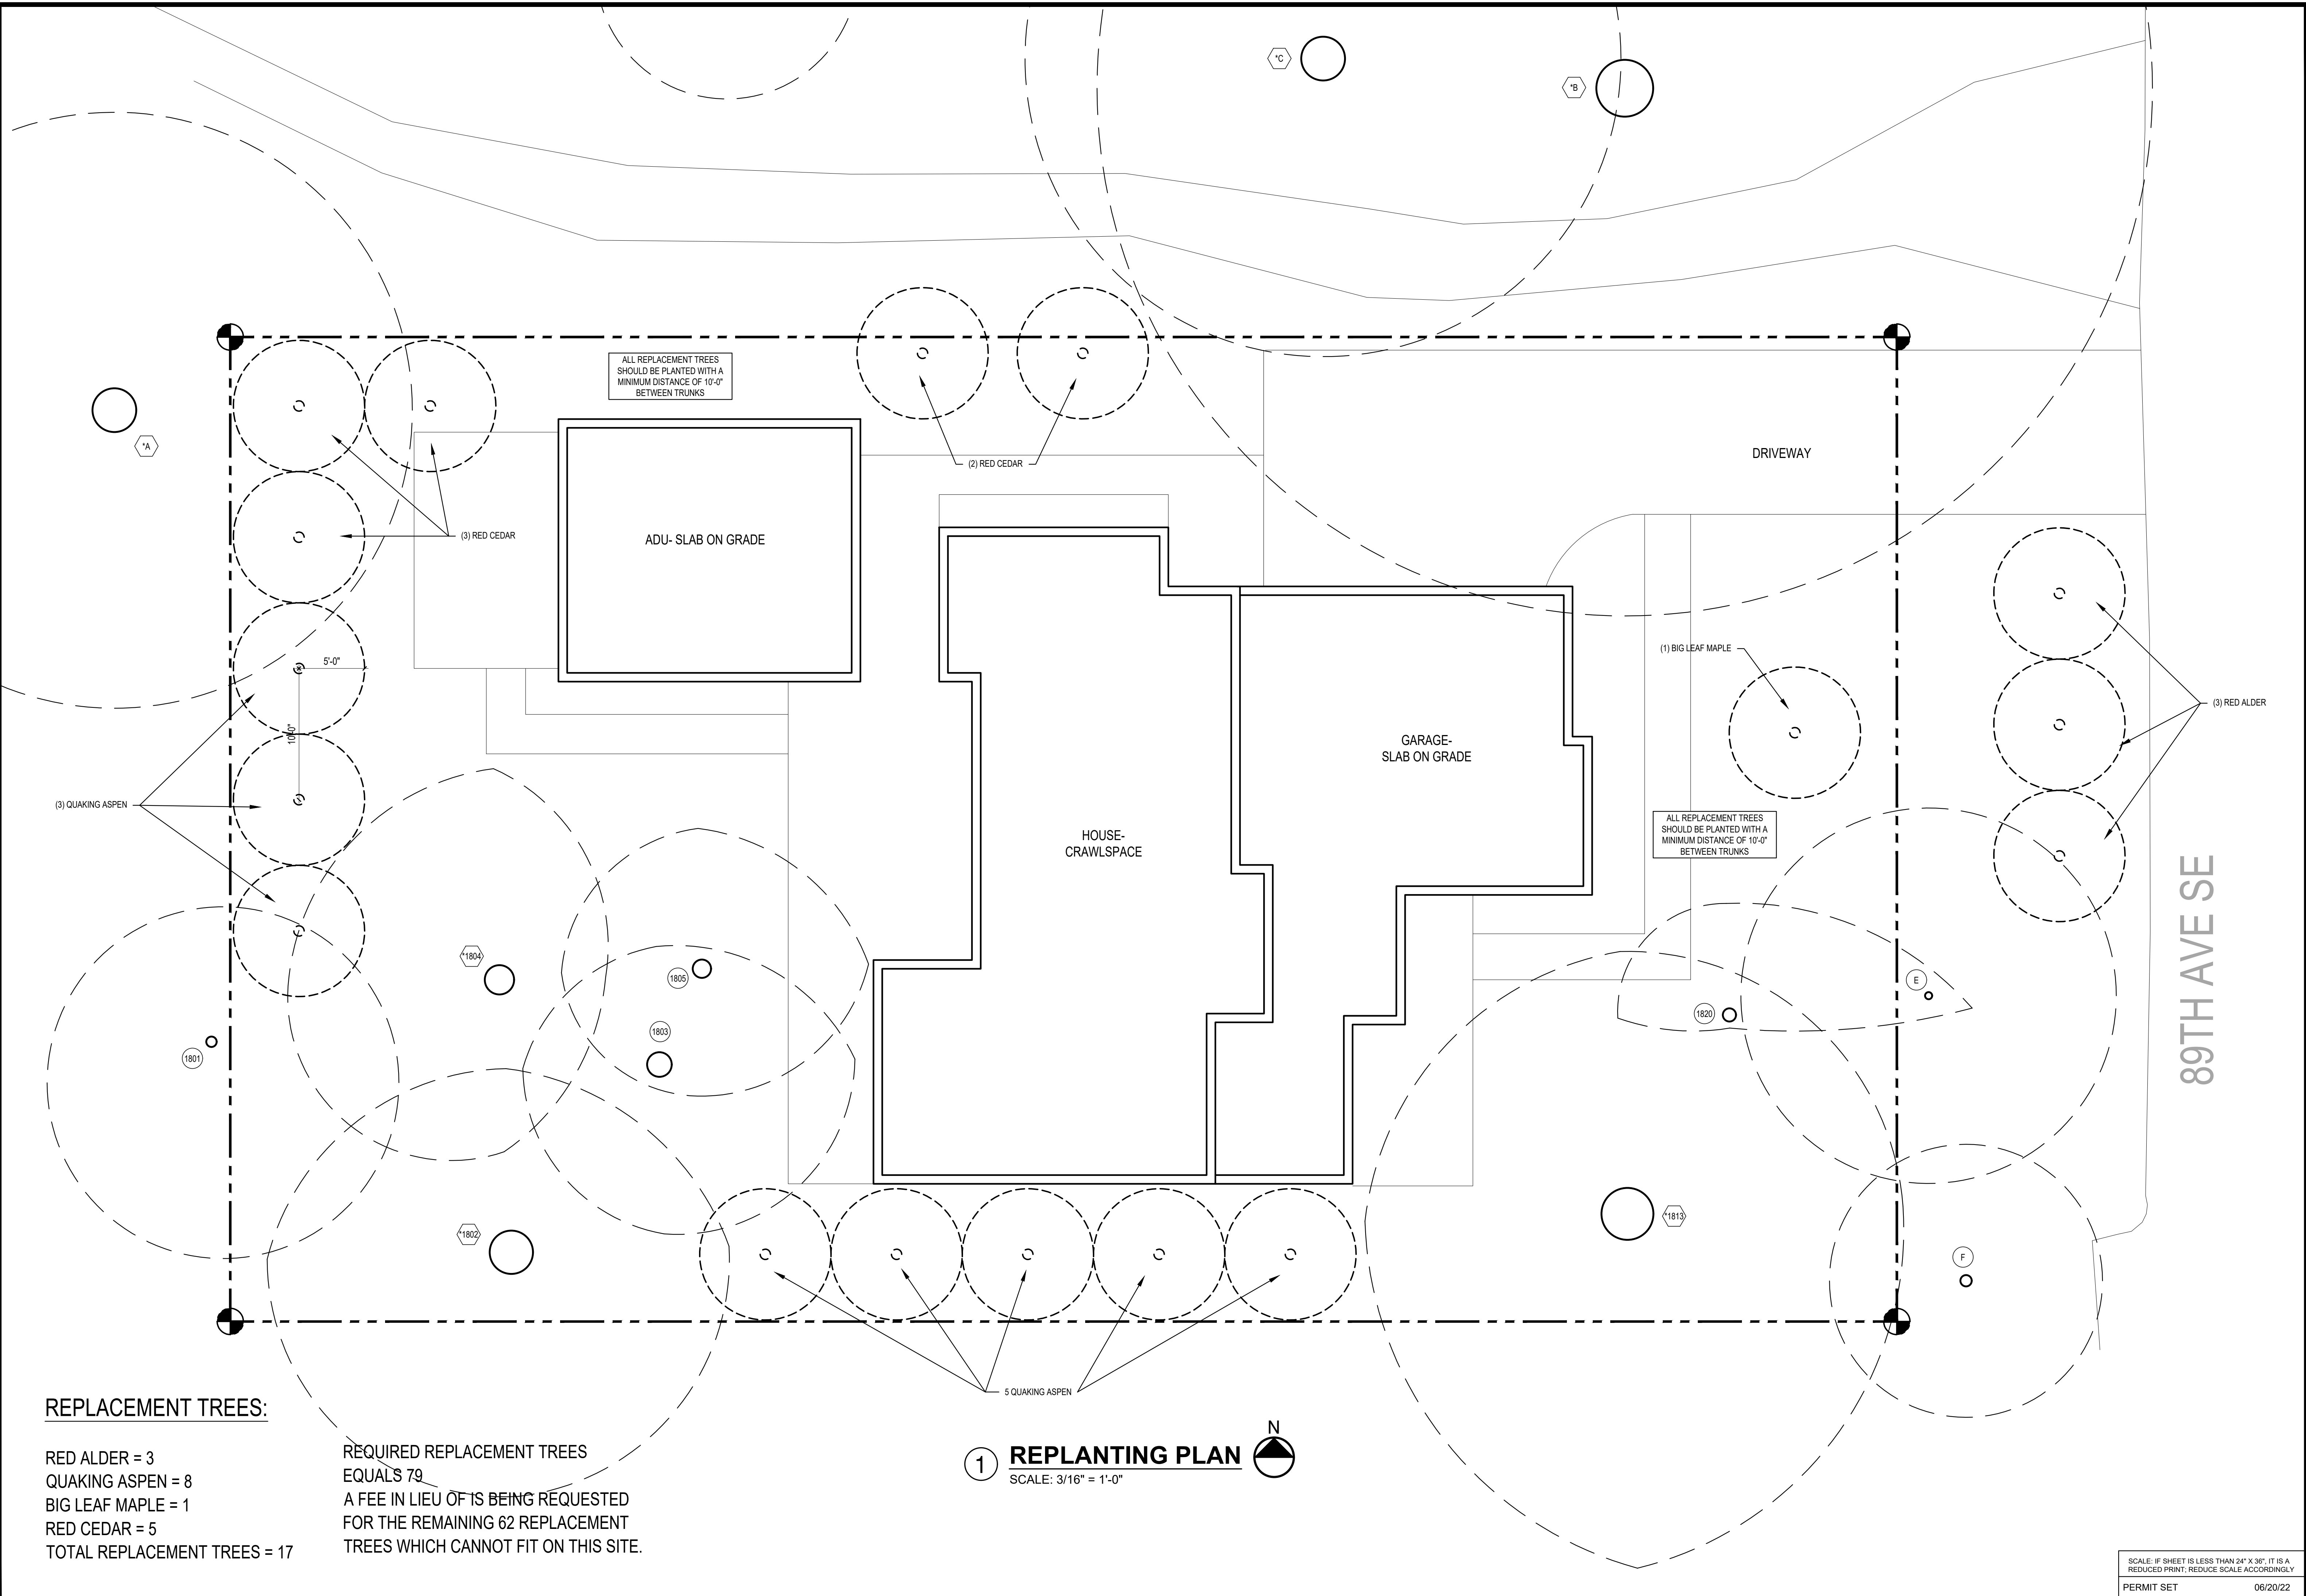 *C
*B
ALL REPLACEMENT TREES
SHOULD BE PLANTED WITH A
MINIMUM DISTANCE OF 10'-0"
BETWEEN TRUNKS
*A
(2) RED CEDAR
DRIVEWAY
(3) RED CEDAR
ADU- SLAB ON GRADE
(1) BIG LEAF MAPLE
5'-0"
(3) RED ALDER
10'-0"
GARAGE-
SLAB ON GRADE
(3) QUAKING ASPEN
HOUSE-
CRAWLSPACE
ALL REPLACEMENT TREES
SHOULD BE PLANTED WITH A
MINIMUM DISTANCE OF 10'-0"
BETWEEN TRUNKS
89TH AVE SE
*1804
1805
E
1820
1803
1801
*1802
*1813
F
5 QUAKING ASPEN
REPLACEMENT TREES:
RED ALDER = 3
QUAKING ASPEN = 8
BIG LEAF MAPLE = 1
RED CEDAR = 5
TOTAL REPLACEMENT TREES = 17
REQUIRED REPLACEMENT TREES
EQUALS 79
A FEE IN LIEU OF IS BEING REQUESTED
FOR THE REMAINING 62 REPLACEMENT
TREES WHICH CANNOT FIT ON THIS SITE.
1
REPLANTING PLAN
SCALE: 3/16" = 1'-0"
N
SCALE: IF SHEET IS LESS THAN 24" X 36", IT IS A
REDUCED PRINT; REDUCE SCALE ACCORDINGLY
PERMIT SET 06/20/22